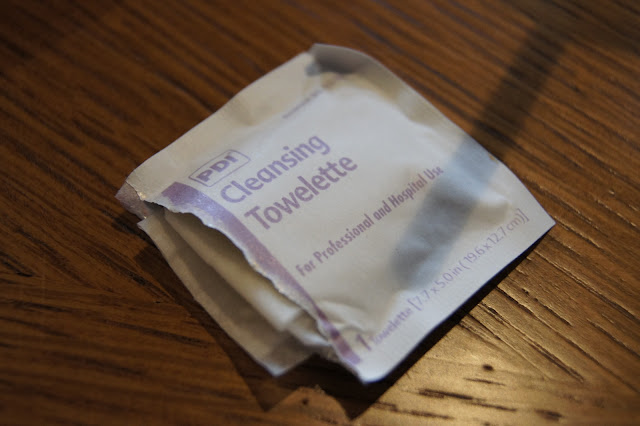 PDI
Cleansing
Towelette
For Professional and Hospital Use
1 towelette [7.7 x 5.0 in (19.6 x 12.7 cm)]